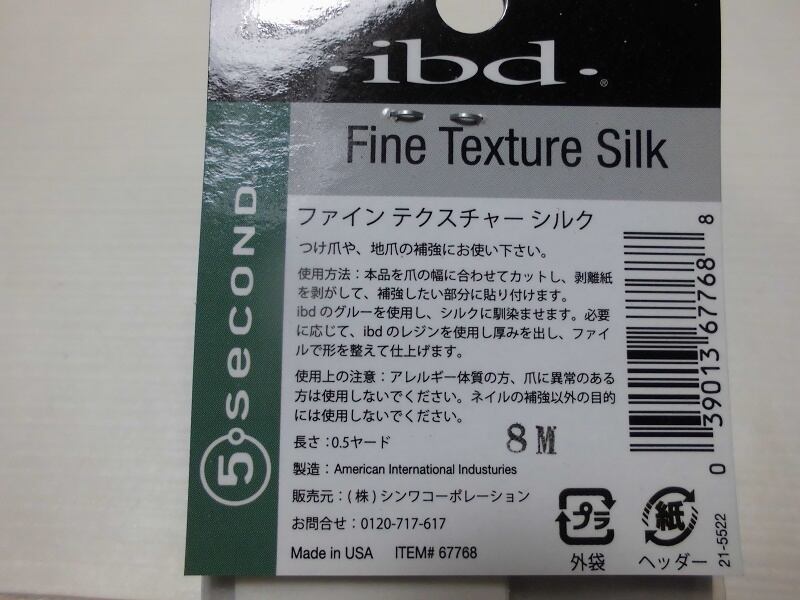 ·ibd·®
Fine Texture Silk
5 SECOND
ファイン テクスチャー シルク
つけ爪や、地爪の補強にお使い下さい。
使用方法：本品を爪の幅に合わせてカットし、剥離紙
を剥がして、補強したい部分に貼り付けます。
ibd のグルーを使用し、シルクに馴染ませます。必要
に応じて、ibd のレジンを使用し厚みを出し、ファイ
ルで形を整えて仕上げます。
使用上の注意：アレルギー体質の方、爪に異常のある
方は使用しないでください。ネイルの補強以外の目的
には使用しないでください。
長さ：0.5ヤード
8M
製造：American International Industuries
販売元：(株) シンワコーポレーション
お問合せ：0120-717-617
Made in USA ITEM# 67768
0 39013 67768 8
プラ
外袋
紙
ヘッダー
21-5522